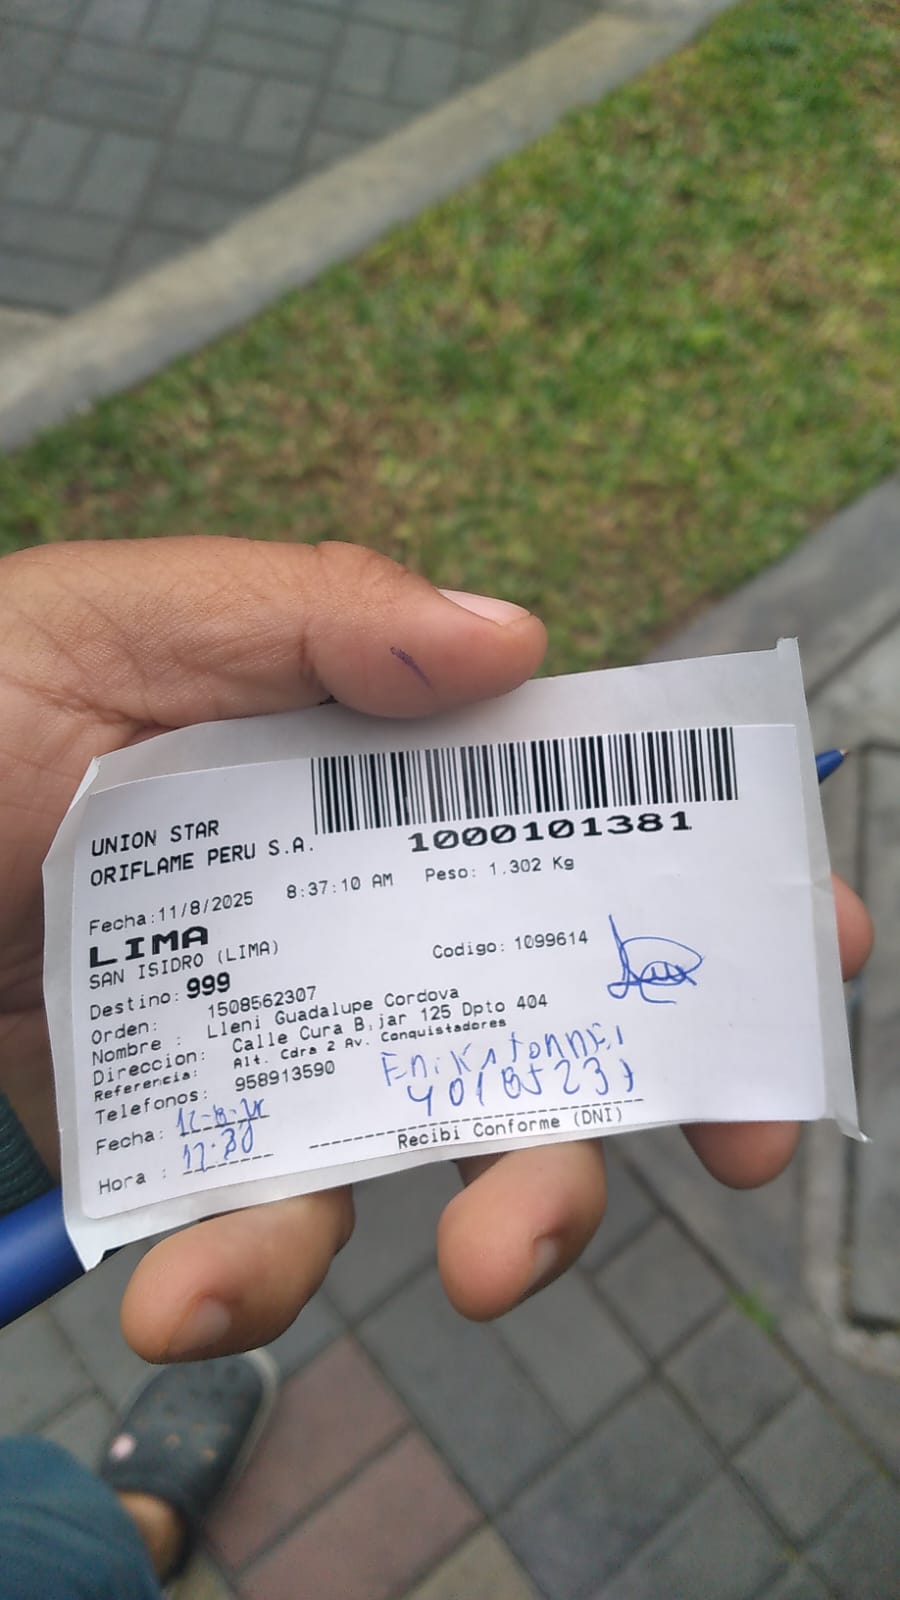 1000101381
UNION STAR
ORIFLAME PERU S.A.
Fecha:11/8/2025 8:37:10 AM Peso: 1.302 Kg
LIMA
SAN ISIDRO (LIMA) Codigo: 1099614
Destino: 999
Orden: 1508562307
Nombre : Lleni Guadalupe Cordova
Direccion: Calle Cura B,jar 125 Dpto 404
Referencia: Alt. Cdra 2 Av. Conquistadores
Telefonos: 958913590
Fecha:
Hora :
Recibi Conforme (DNI)